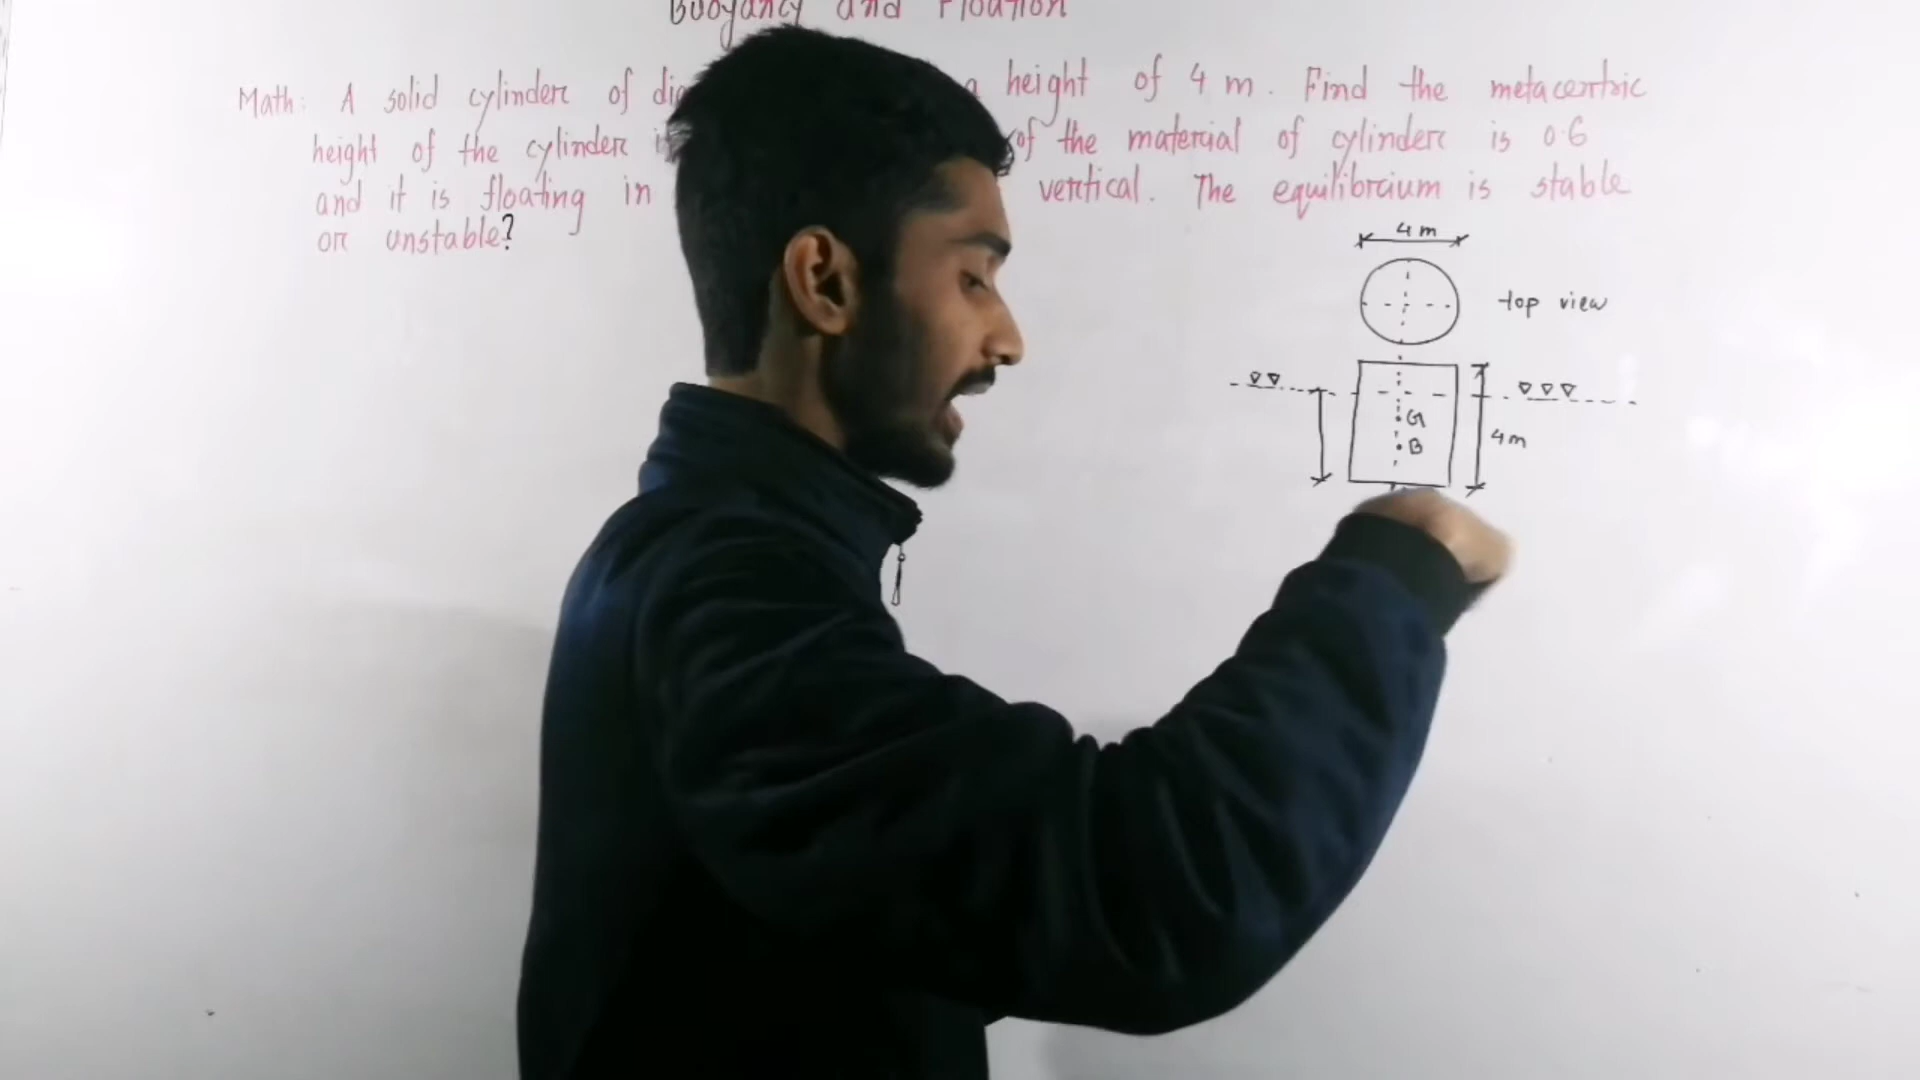 Buoyancy and Floation
Math: A solid cylinder of height of 4 m. Find the metacentric
height of the cylinder of the material of cylinder is 0.6
and it is floating in vertical. The equilibrium is stable
or unstable?
4 m
top view
G
B
4m